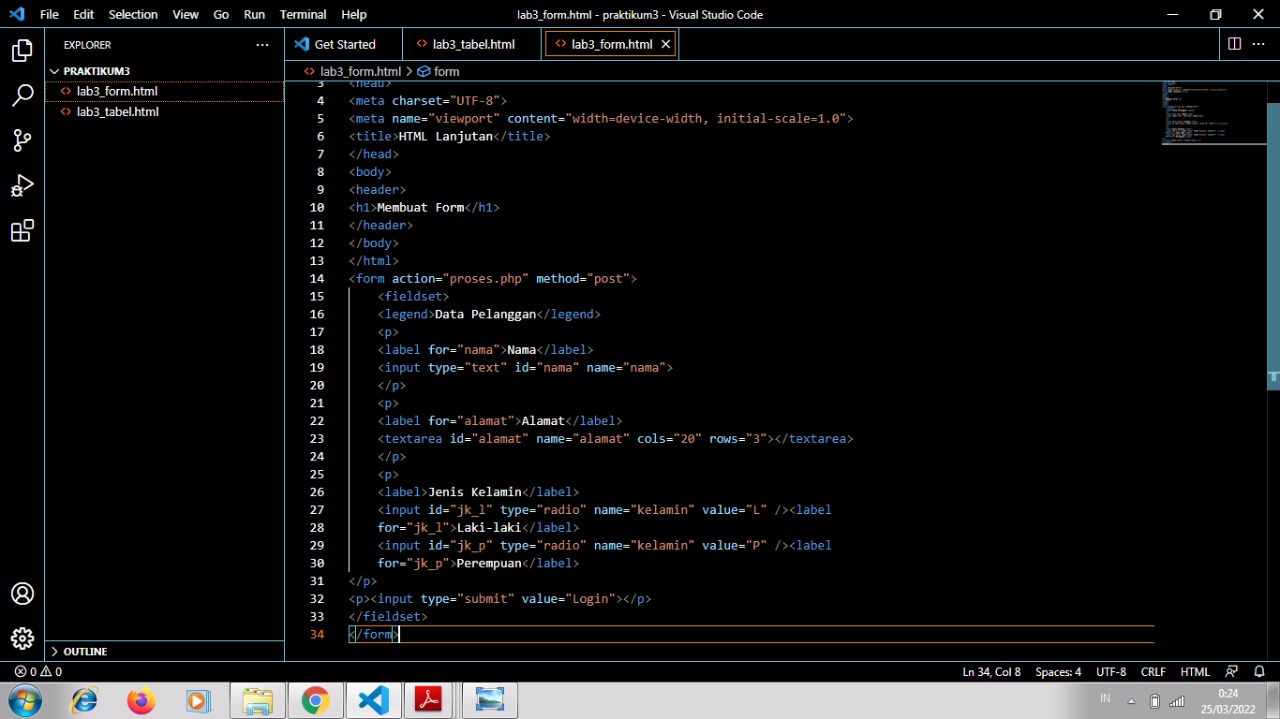 File Edit Selection View Go Run Terminal Help
lab3_form.html - praktikum3 - Visual Studio Code
EXPLORER
PRAKTIKUM3
lab3_form.html
lab3_tabel.html
OUTLINE
Get Started
lab3_tabel.html
lab3_form.html
lab3_form.html > form
3 <head>
4 <meta charset="UTF-8">
5 <meta name="viewport" content="width=device-width, initial-scale=1.0">
6 <title>HTML Lanjutan</title>
7 </head>
8 <body>
9 <header>
10 <h1>Membuat Form</h1>
11 </header>
12 </body>
13 </html>
14 <form action="proses.php" method="post">
15 <fieldset>
16 <legend>Data Pelanggan</legend>
17 <p>
18 <label for="nama">Nama</label>
19 <input type="text" id="nama" name="nama">
20 </p>
21 <p>
22 <label for="alamat">Alamat</label>
23 <textarea id="alamat" name="alamat" cols="20" rows="3"></textarea>
24 </p>
25 <p>
26 <label>Jenis Kelamin</label>
27 <input id="jk_l" type="radio" name="kelamin" value="L" /><label
28 for="jk_l">Laki-laki</label>
29 <input id="jk_p" type="radio" name="kelamin" value="P" /><label
30 for="jk_p">Perempuan</label>
31 </p>
32 <p><input type="submit" value="Login"></p>
33 </fieldset>
34 </form>
0 0
Ln 34, Col 8 Spaces: 4 UTF-8 CRLF HTML
IN
0:24
25/03/2022